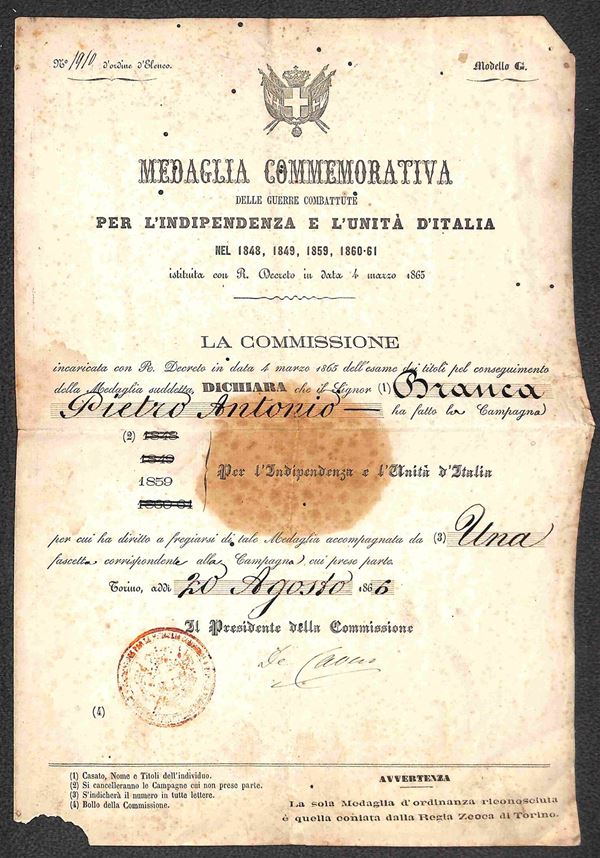 N° 1910 d'ordine d'Elenco.
Modello G.
MEDAGLIA COMMEMORATIVA
DELLE GUERRE COMBATTUTE
PER L'INDIPENDENZA E L'UNITÀ D'ITALIA
NEL 1848, 1849, 1859, 1860-61
istituita con R. Decreto in data 4 marzo 1865
LA COMMISSIONE
incaricata con R. Decreto in data 4 marzo 1865 dell'esame dei titoli pel conseguimento
della Medaglia suddetta, DICHIARA che il Signor (1) Branca
Pietro Antonio — ha fatto la Campagna
(2) 1848
1849
1859
1860-61
Per l'Indipendenza e l'Unità d'Italia
per cui ha diritto a fregiarsi di tale Medaglia accompagnata da (3) Una
fascetta corrispondente alla Campagna cui prese parte.
Torino, addì 20 Agosto 1866
Il Presidente della Commissione
(4)
(1) Casato, Nome e Titoli dell'individuo.
(2) Si cancelleranno le Campagne cui non prese parte.
(3) S'indicherà il numero in tutte lettere.
(4) Bollo della Commissione.
AVVERTENZA
La sola Medaglia d'ordinanza riconosciuta
è quella coniata dalla Regia Zecca di Torino.